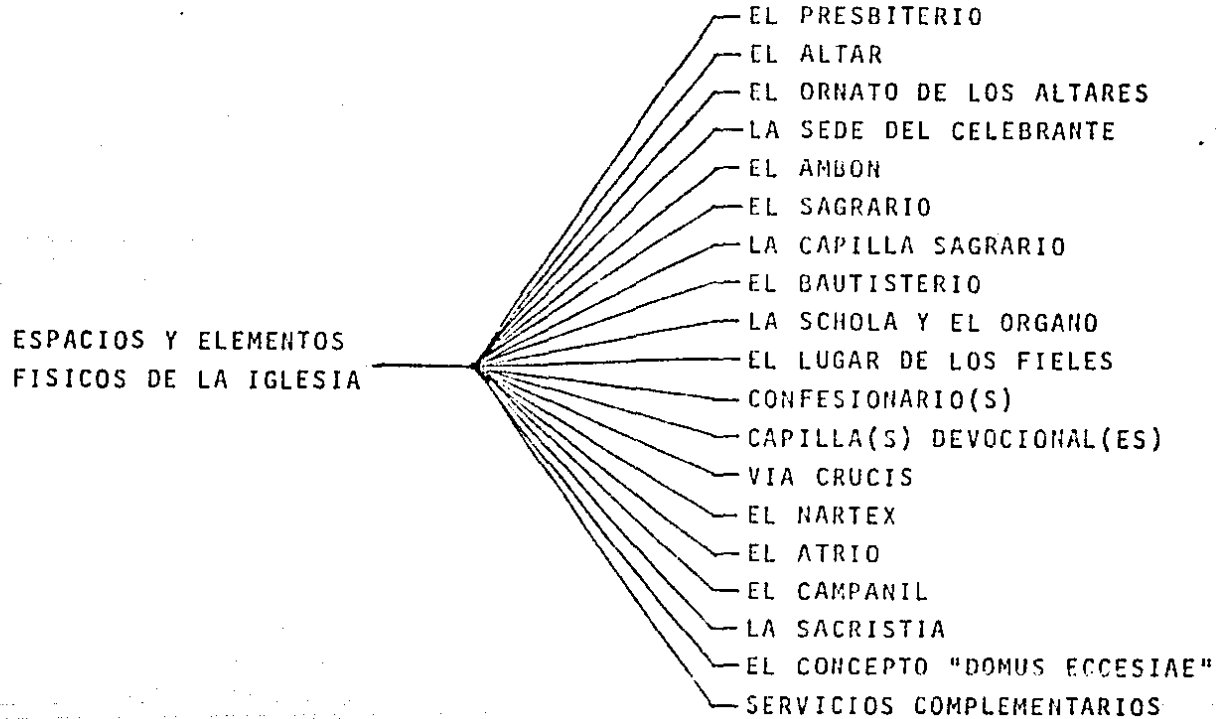 EL PRESBITERIO
EL ALTAR
EL ORNATO DE LOS ALTARES
LA SEDE DEL CELEBRANTE
EL AMBON
EL SAGRARIO
LA CAPILLA SAGRARIO
EL BAUTISTERIO
LA SCHOLA Y EL ORGANO
EL LUGAR DE LOS FIELES
CONFESIONARIO(S)
CAPILLA(S) DEVOCIONAL(ES)
VIA CRUCIS
EL NARTEX
EL ATRIO
EL CAMPANIL
LA SACRISTIA
EL CONCEPTO "DOMUS ECCESIAE"
SERVICIOS COMPLEMENTARIOS
ESPACIOS Y ELEMENTOS
FISICOS DE LA IGLESIA